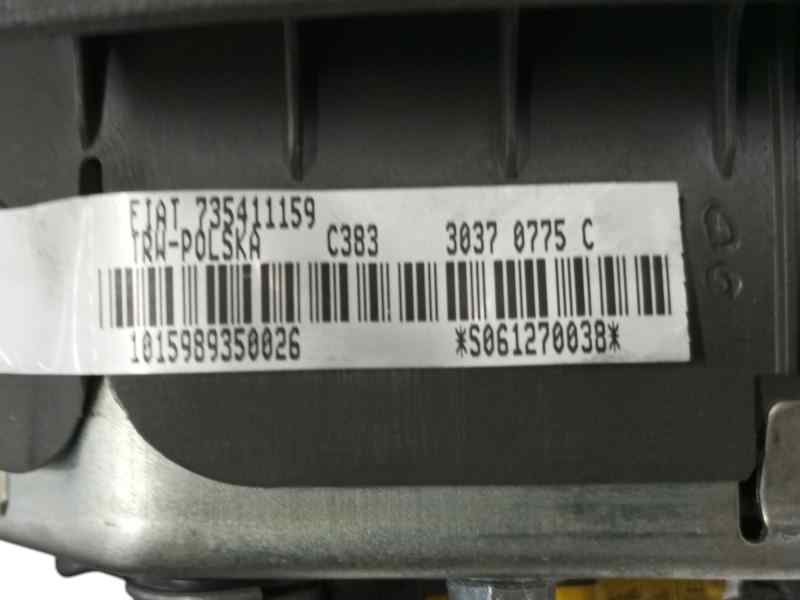 FIAT 735411159
TRW-POLSKA C383 3037 0775 C
1015989350026 *S061270038*